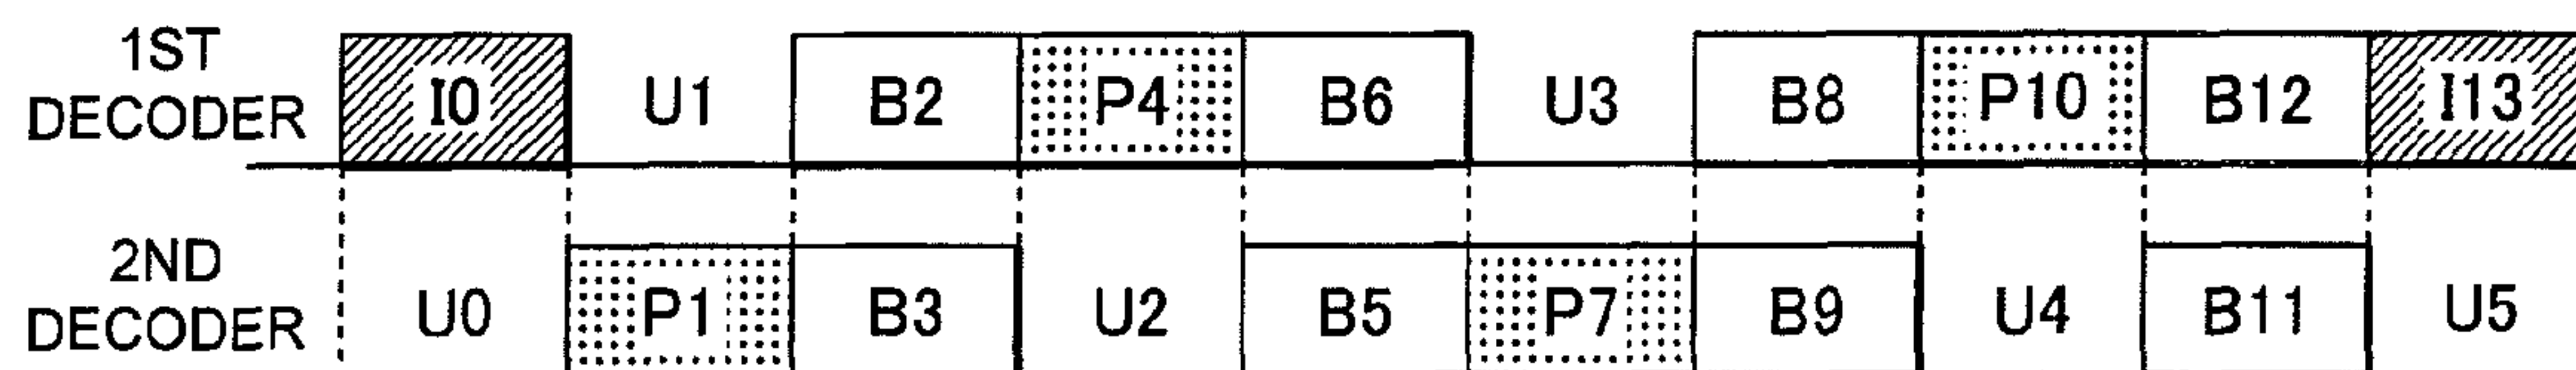 1ST DECODER I0 U1 B2 P4 B6 U3 B8 P10 B12 I13
2ND DECODER U0 P1 B3 U2 B5 P7 B9 U4 B11 U5